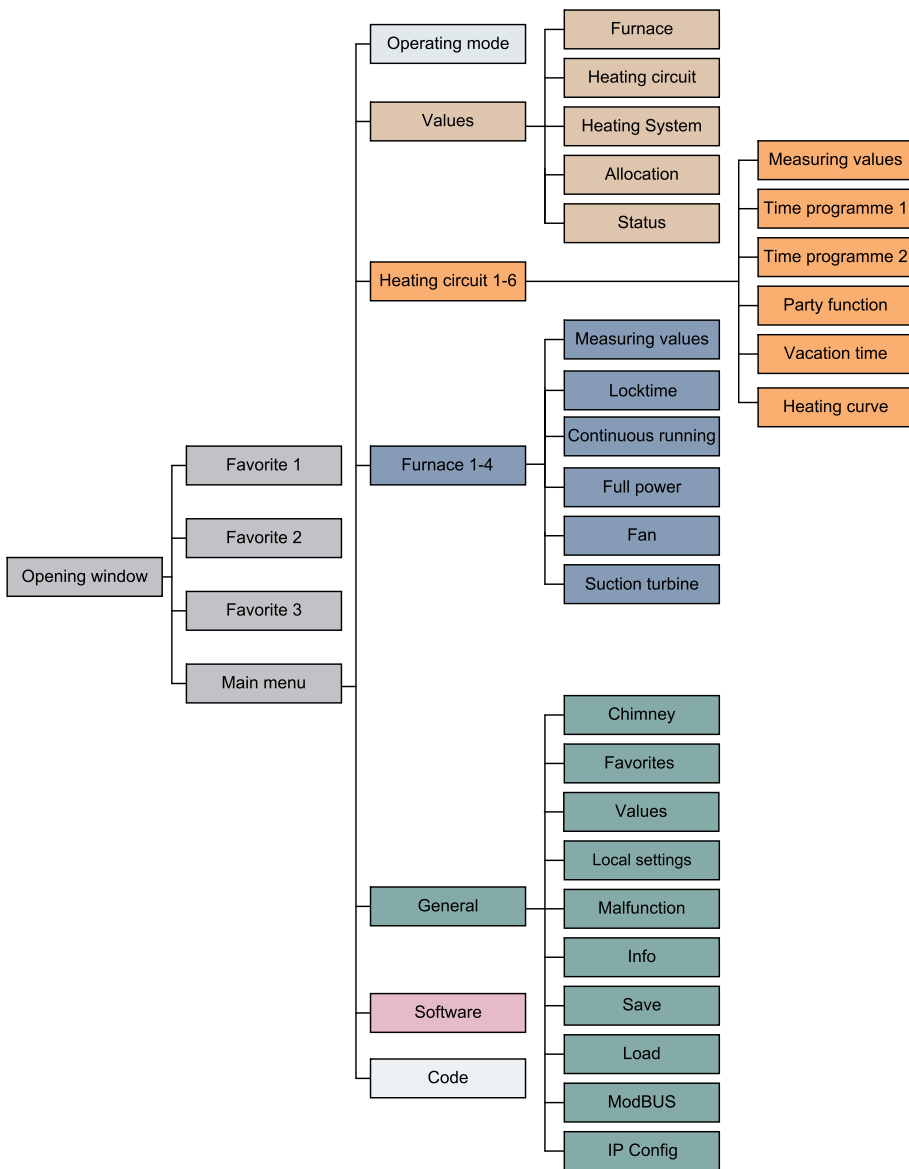 Opening window
Favorite 1
Favorite 2
Favorite 3
Main menu
Operating mode
Values
Heating circuit 1-6
Furnace 1-4
General
Software
Code
Furnace
Heating circuit
Heating System
Allocation
Status
Measuring values
Time programme 1
Time programme 2
Party function
Vacation time
Heating curve
Measuring values
Locktime
Continuous running
Full power
Fan
Suction turbine
Chimney
Favorites
Values
Local settings
Malfunction
Info
Save
Load
ModBUS
IP Config